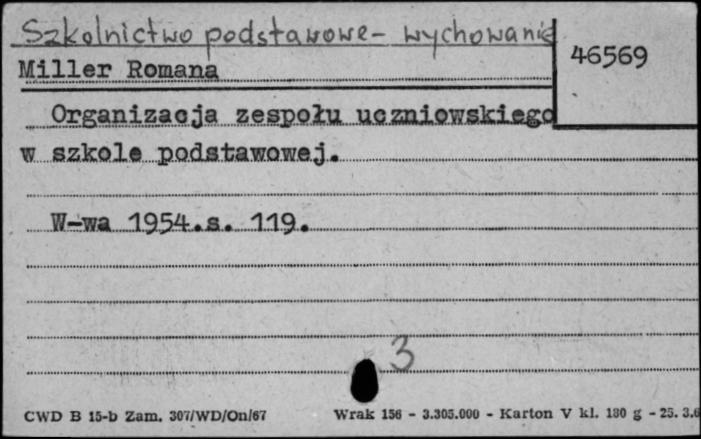 Szkolnictwo podstawowe - wychowanie
46569
Miller Romana
Organizacja zespołu uczniowskiego
w szkole podstawowej.
W-wa 1954.s. 119.
3
CWD B 15-b Zam. 307/WD/On/67 Wrak 156 - 3.305.000 - Karton V kl. 180 g - 25. 3.6